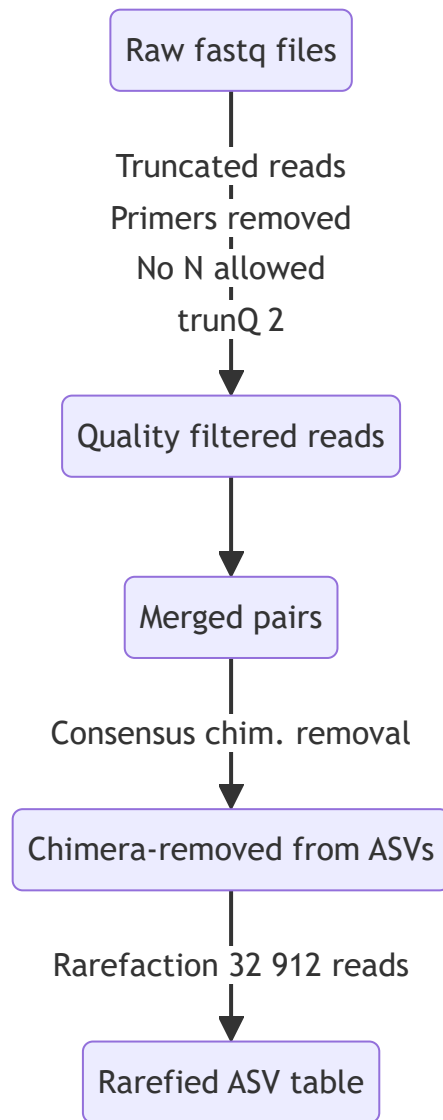 Raw fastq files
Truncated reads
Primers removed
No N allowed
trunQ 2
Quality filtered reads
Merged pairs
Consensus chim. removal
Chimera-removed from ASVs
Rarefaction 32 912 reads
Rarefied ASV table